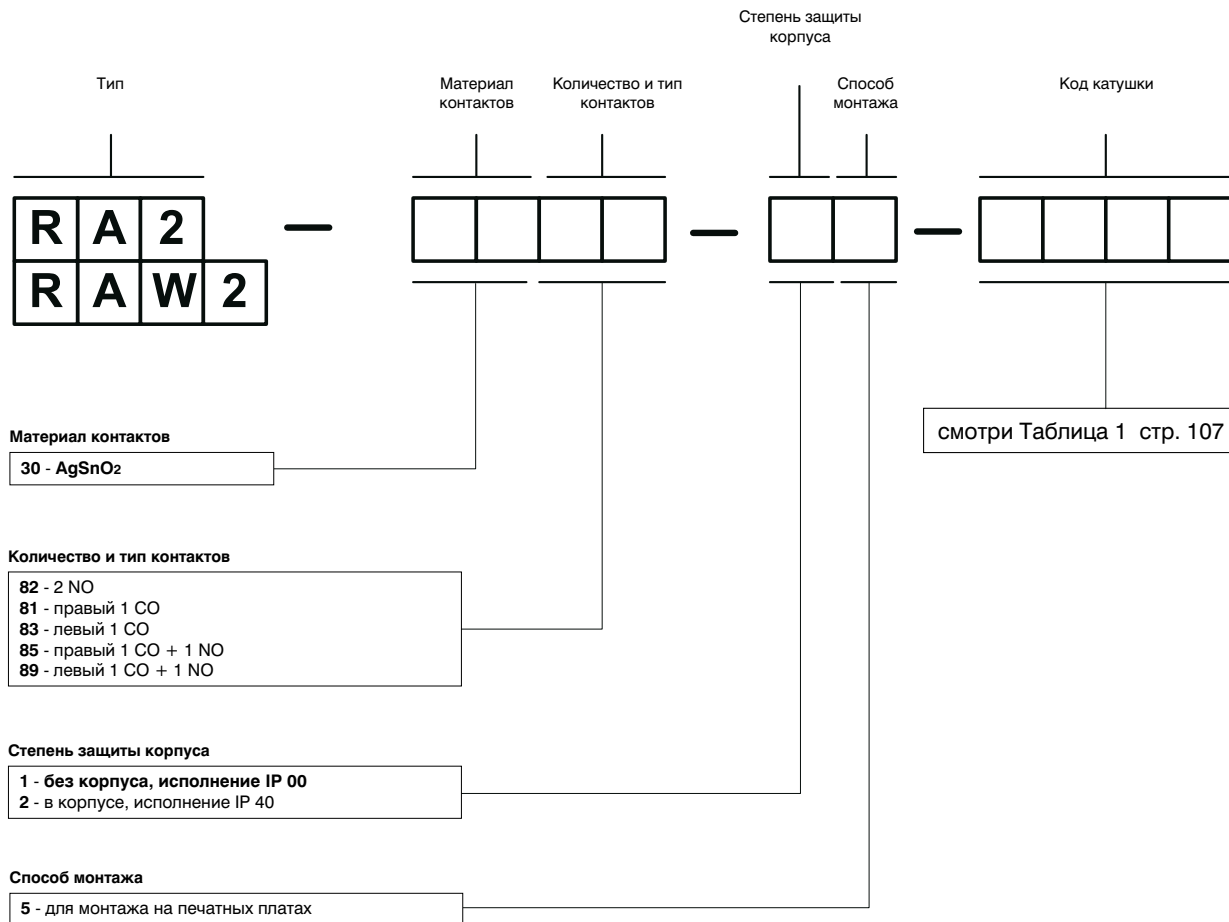 Степень защиты
корпуса
Тип
Материал
контактов
Количество и тип
контактов
Способ
монтажа
Код катушки
R A 2 — — —
R A W 2
смотри Таблица 1 стр. 107
Материал контактов
30 - AgSnO2
Количество и тип контактов
82 - 2 NO
81 - правый 1 CO
83 - левый 1 CO
85 - правый 1 CO + 1 NO
89 - левый 1 CO + 1 NO
Степень защиты корпуса
1 - без корпуса, исполнение IP 00
2 - в корпусе, исполнение IP 40
Способ монтажа
5 - для монтажа на печатных платах